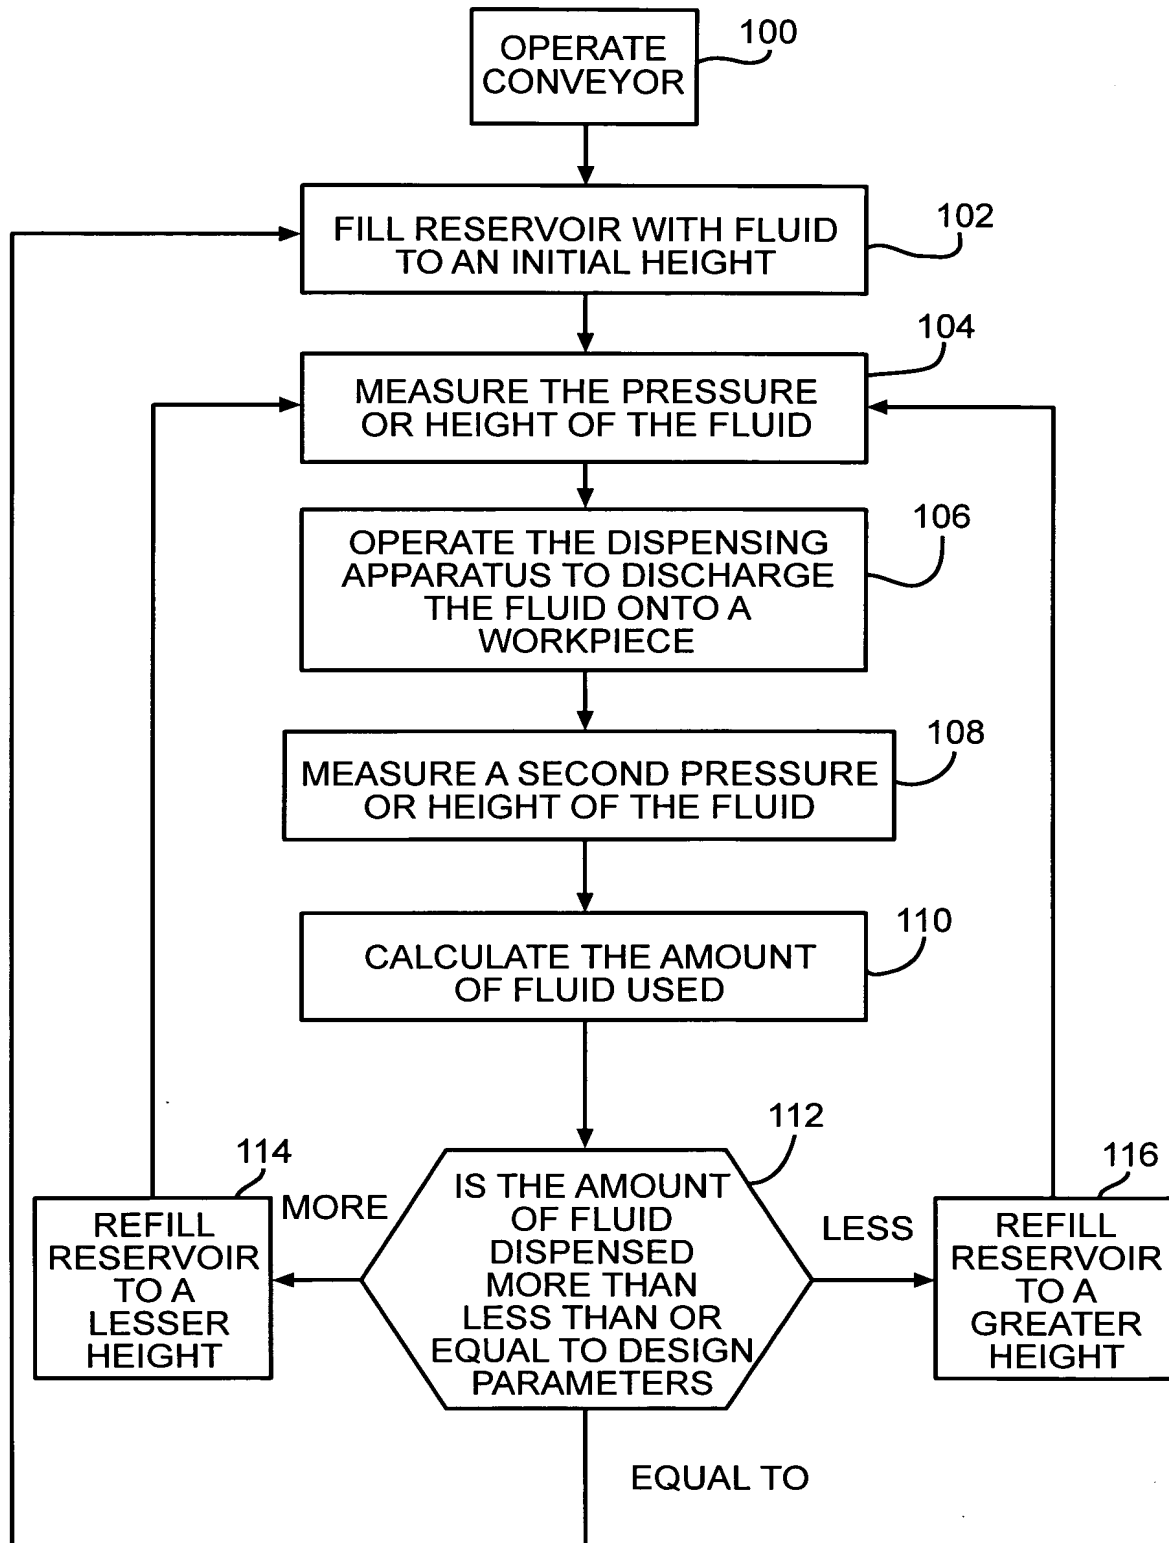 100
OPERATE
CONVEYOR
102
FILL RESERVOIR WITH FLUID
TO AN INITIAL HEIGHT
104
MEASURE THE PRESSURE
OR HEIGHT OF THE FLUID
106
OPERATE THE DISPENSING
APPARATUS TO DISCHARGE
THE FLUID ONTO A
WORKPIECE
108
MEASURE A SECOND PRESSURE
OR HEIGHT OF THE FLUID
110
CALCULATE THE AMOUNT
OF FLUID USED
112
IS THE AMOUNT
OF FLUID
DISPENSED
MORE THAN
LESS THAN OR
EQUAL TO DESIGN
PARAMETERS
114
MORE
REFILL
RESERVOIR
TO A
LESSER
HEIGHT
116
LESS
REFILL
RESERVOIR
TO A
GREATER
HEIGHT
EQUAL TO